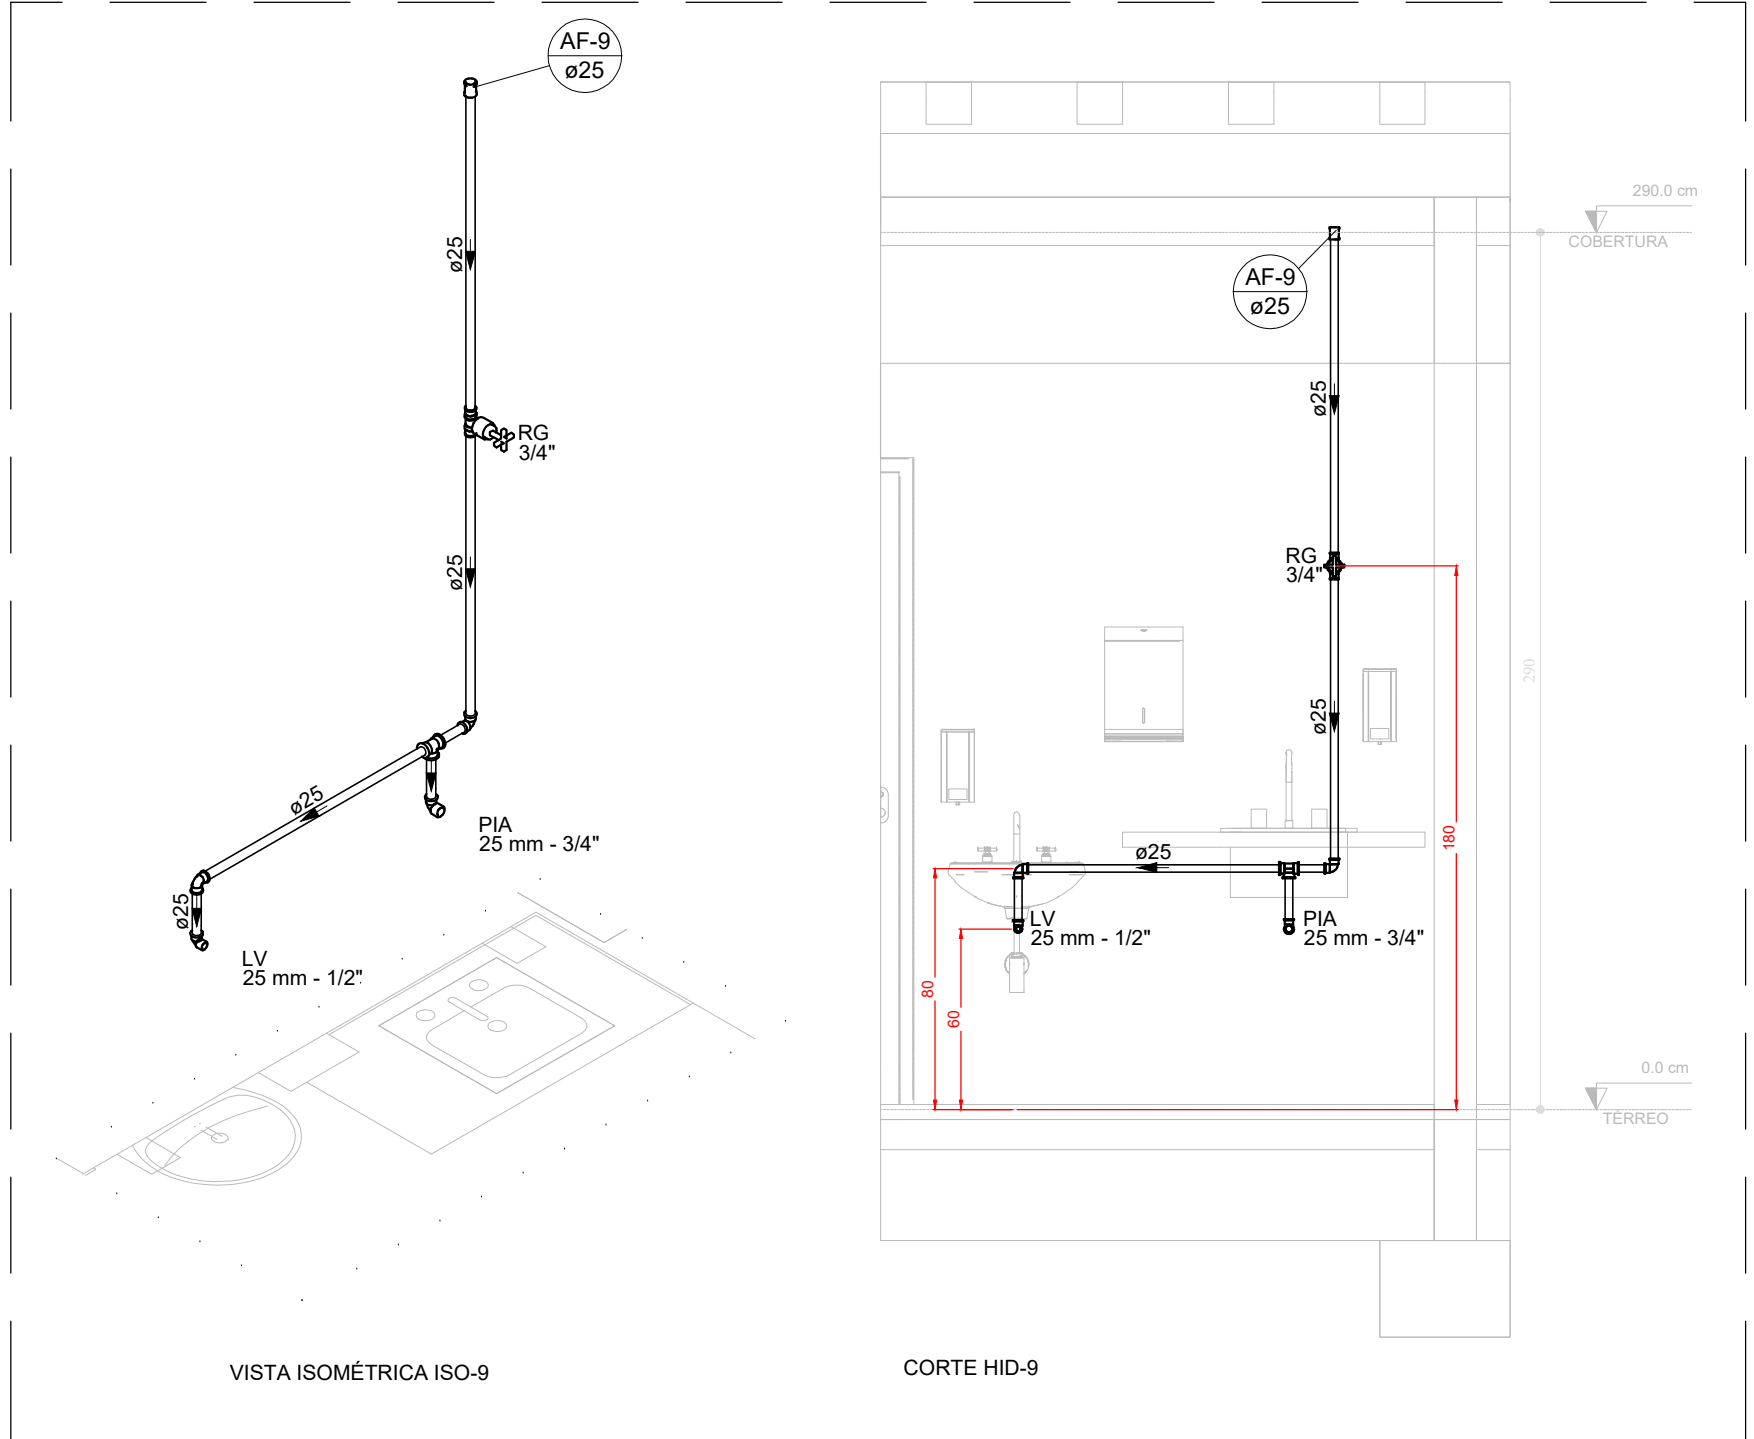 AF-9
ø25
ø25
RG
3/4"
ø25
ø25
PIA
25 mm - 3/4"
ø25
LV
25 mm - 1/2"
VISTA ISOMÉTRICA ISO-9
290.0 cm
COBERTURA
AF-9
ø25
ø25
RG
3/4"
290
ø25
180
ø25
LV
25 mm - 1/2"
PIA
25 mm - 3/4"
80
60
0.0 cm
TÉRREO
CORTE HID-9